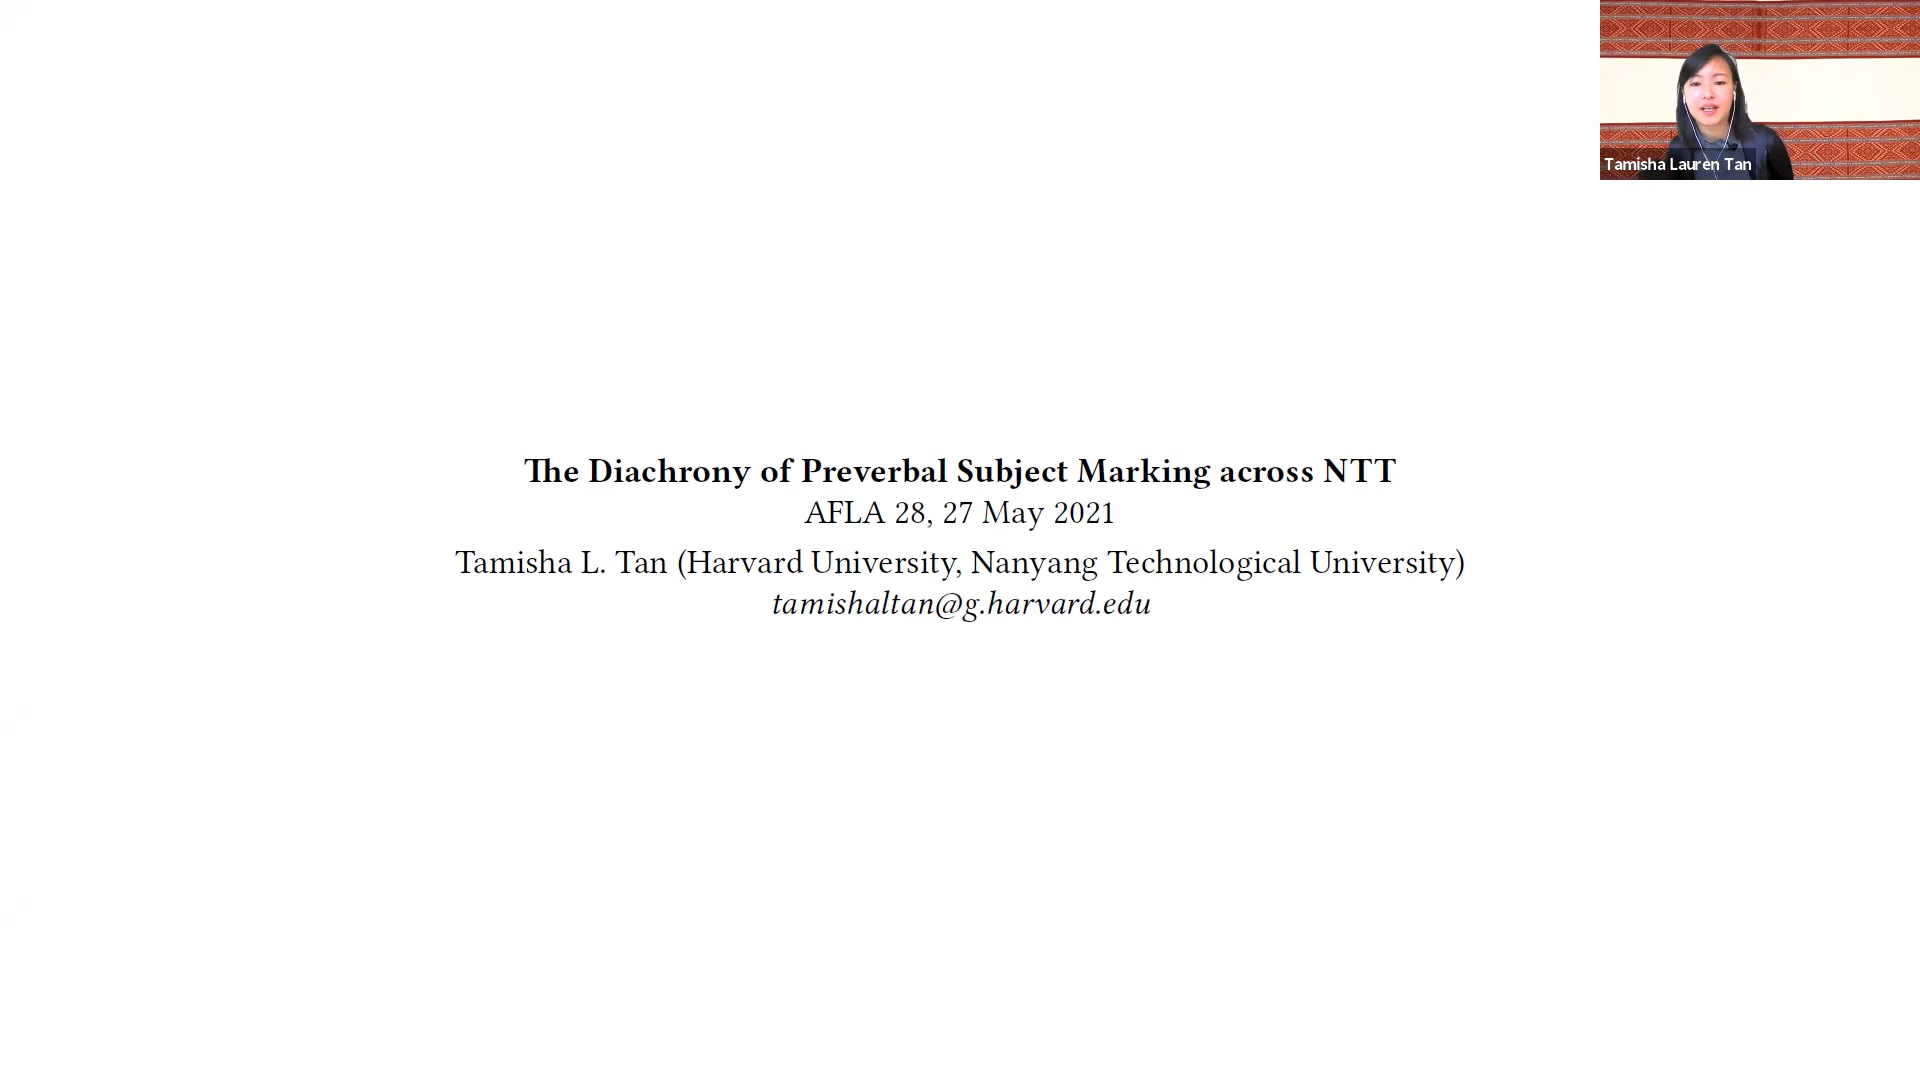 Tamisha Lauren Tan
The Diachrony of Preverbal Subject Marking across NTT
AFLA 28, 27 May 2021
Tamisha L. Tan (Harvard University, Nanyang Technological University)
tamishaltan@g.harvard.edu